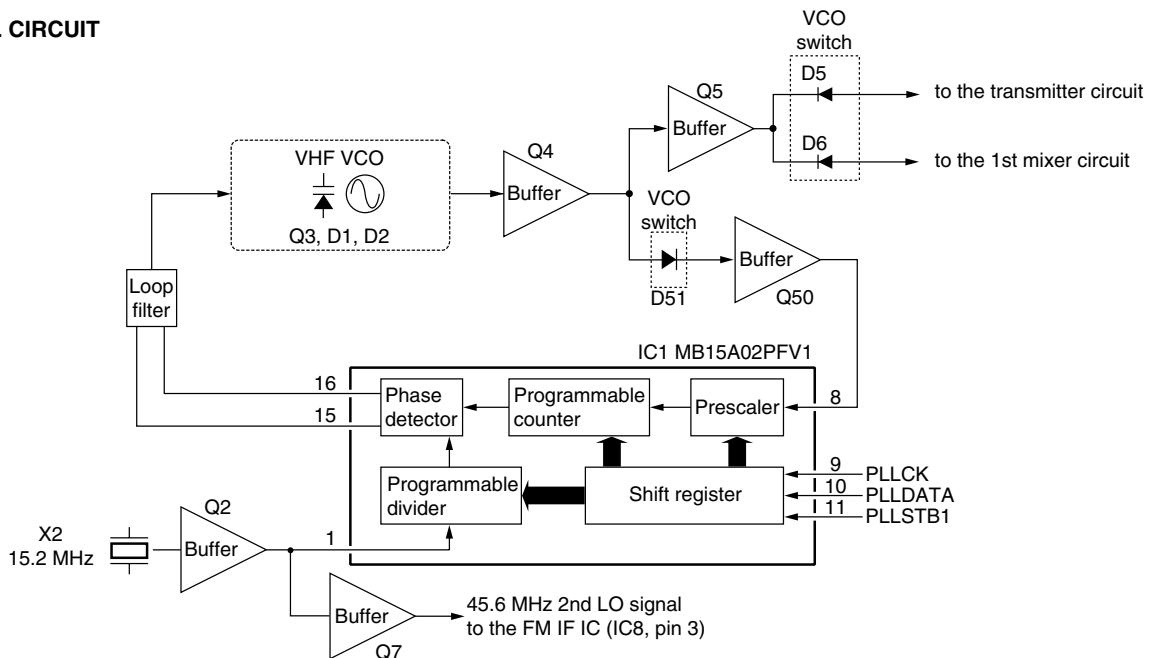 CIRCUIT
VCO
switch
D5
to the transmitter circuit
D6
to the 1st mixer circuit
Q5
Buffer
VHF VCO
Q3, D1, D2
Q4
Buffer
VCO
switch
D51
Buffer
Q50
Loop
filter
IC1 MB15A02PFV1
16
15
Phase
detector
Programmable
counter
Prescaler
8
Programmable
divider
Shift register
9
PLLCK
10
PLLDATA
11
PLLSTB1
X2
15.2 MHz
Q2
Buffer
1
Buffer
Q7
45.6 MHz 2nd LO signal
to the FM IF IC (IC8, pin 3)